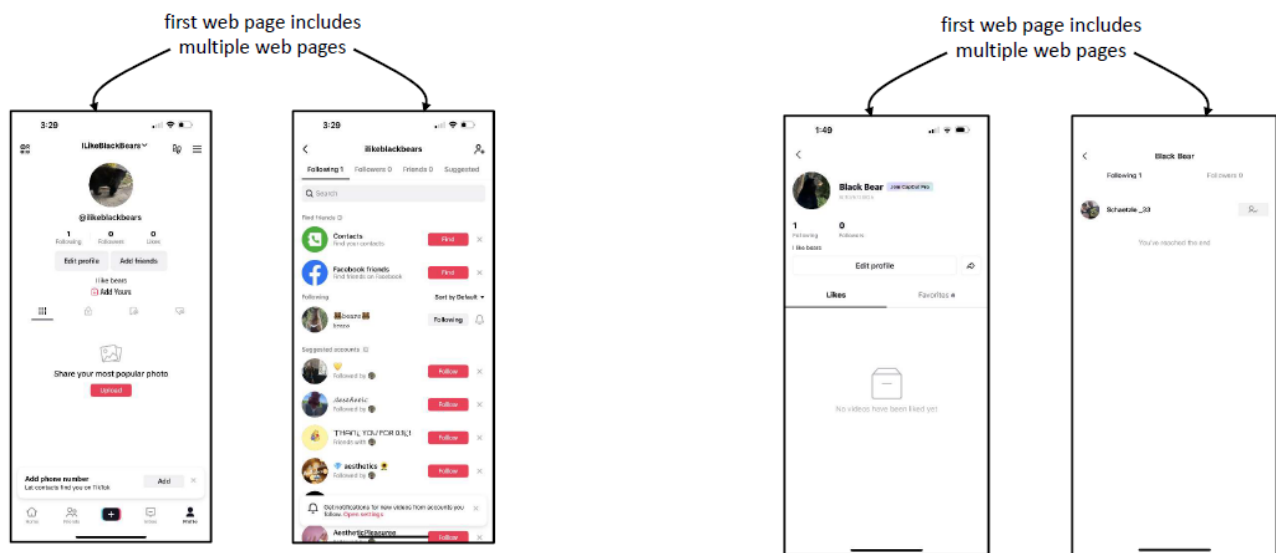 first web page includes
multiple web pages
3:29
ILikeBlackBears
@ilikeblackbears
1 0 0
Following Followers Likes
Edit profile Add friends
I like bears
Add Yours
Share your most popular photo
Upload
Add phone number
Let contacts find you on TikTok
Add
Home Friends Inbox Profile
3:29
ilikeblackbears
Following 1 Followers 0 Friends 0 Suggested
Search
Find friends
Contacts
Find your contacts
Find
Facebook friends
Find friends on Facebook
Find
Following Sort by Default
Following
Suggested accounts
Followed by
Follow
Followed by
Follow
THANK YOU FOR
Friends with
Follow
aesthetics
Followed by
Follow
Get notifications for new videos from accounts you
follow. Open settings
AestheticPleasuree
Follow
first web page includes
multiple web pages
1:49
Black Bear Join CapCut Pro
1 0
Following Followers
I like bears
Edit profile
Likes Favorites
No videos have been liked yet
Black Bear
Following 1 Followers 0
Schaetzle _33
You've reached the end